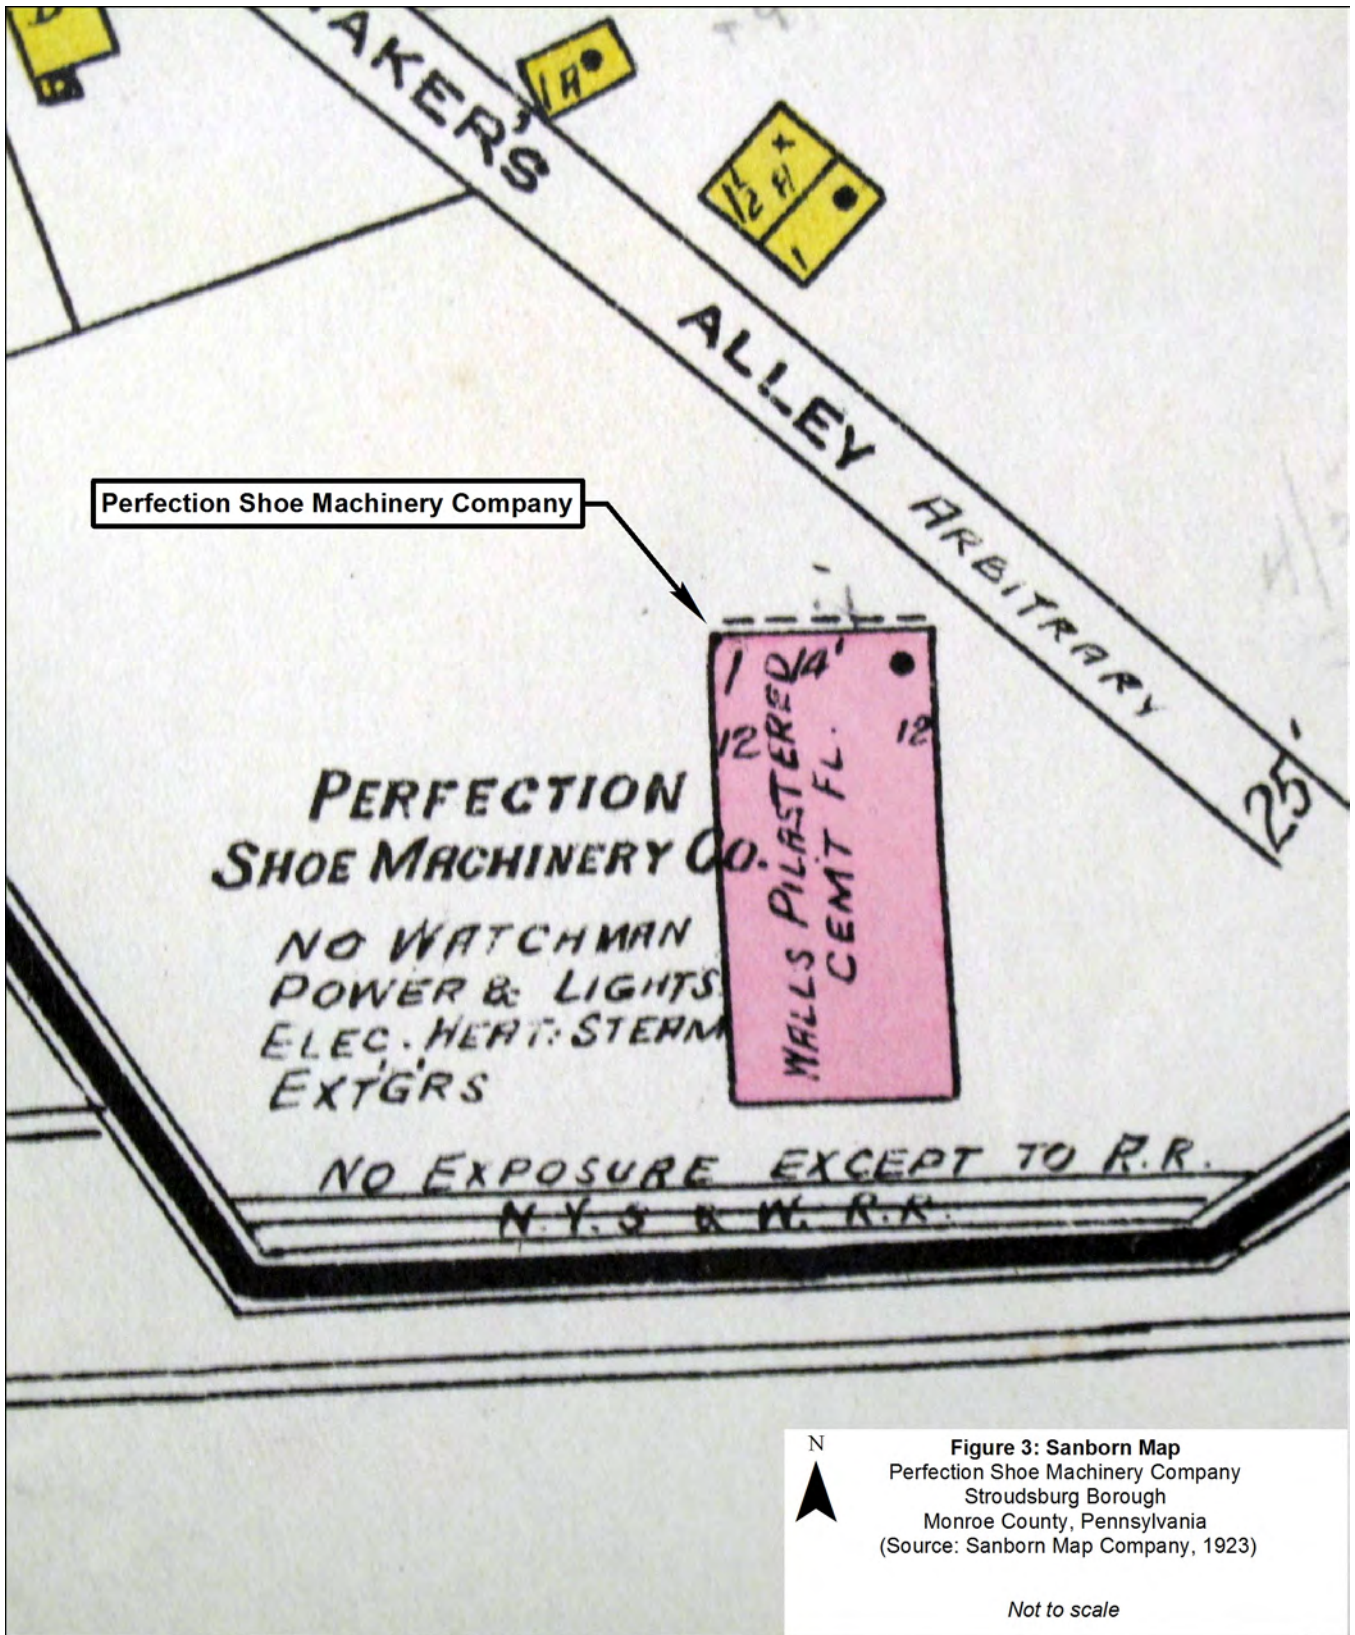 D
AKER'S
1A
X
1½ A
1
ALLEY
ARBITRARY
25'
Perfection Shoe Machinery Company
1 14'
12 12
WALLS PILASTERED
CEMT FL.
PERFECTION
SHOE MACHINERY CO.
NO WATCHMAN
POWER & LIGHTS
ELEC. HEAT: STEAM
EXT'G'RS
NO EXPOSURE EXCEPT TO R.R.
N.Y.S & W. R.R.
N
Figure 3: Sanborn Map
Perfection Shoe Machinery Company
Stroudsburg Borough
Monroe County, Pennsylvania
(Source: Sanborn Map Company, 1923)
Not to scale